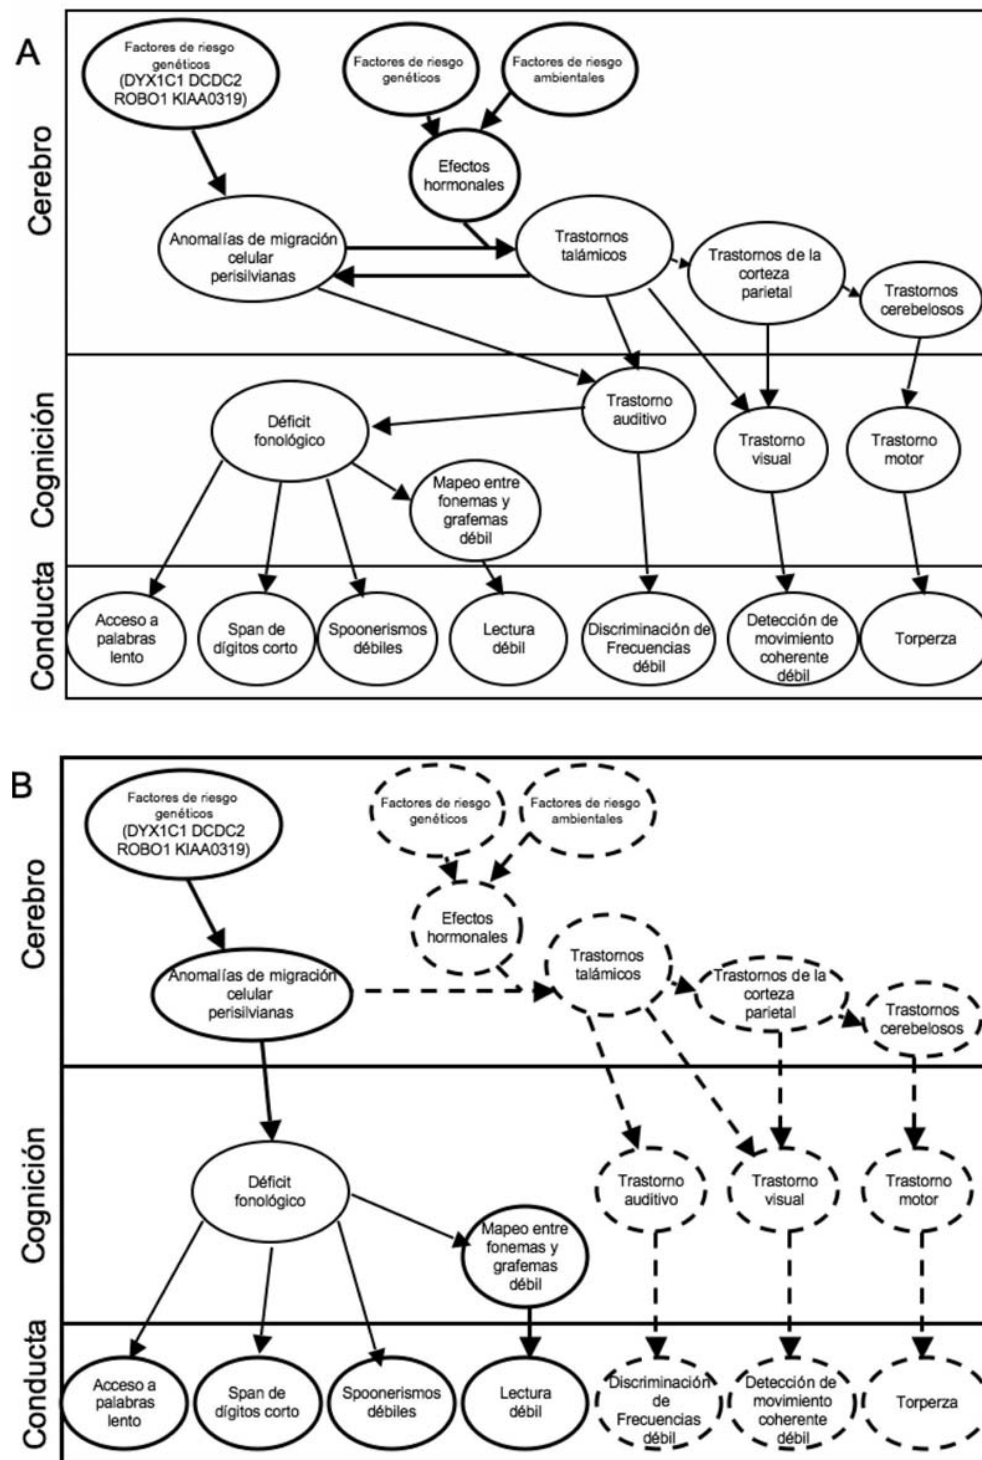 A
Cerebro
Factores de riesgo
genéticos
(DYX1C1 DCDC2
ROBO1 KIAA0319)
Factores de riesgo
genéticos
Factores de riesgo
ambientales
Efectos
hormonales
Anomalías de migración
celular
perisilvianas
Trastornos
talámicos
Trastornos de la
corteza
parietal
Trastornos
cerebelosos
Cognición
Déficit
fonológico
Trastorno
auditivo
Trastorno
visual
Trastorno
motor
Mapeo entre
fonemas y
grafemas
débil
Conducta
Acceso a
palabras
lento
Span de
dígitos corto
Spoonerismos
débiles
Lectura
débil
Discriminación de
Frecuencias
débil
Detección de
movimiento
coherente
débil
Torperza
B
Cerebro
Factores de riesgo
genéticos
(DYX1C1 DCDC2
ROBO1 KIAA0319)
Factores de riesgo
genéticos
Factores de riesgo
ambientales
Efectos
hormonales
Anomalías de migración
celular
perisilvianas
Trastornos
talámicos
Trastornos de la
corteza
parietal
Trastornos
cerebelosos
Cognición
Déficit
fonológico
Trastorno
auditivo
Trastorno
visual
Trastorno
motor
Mapeo entre
fonemas y
grafemas
débil
Conducta
Acceso a
palabras
lento
Span de
dígitos corto
Spoonerismos
débiles
Lectura
débil
Discriminación
de
Frecuencias
débil
Detección de
movimiento
coherente
débil
Torperza